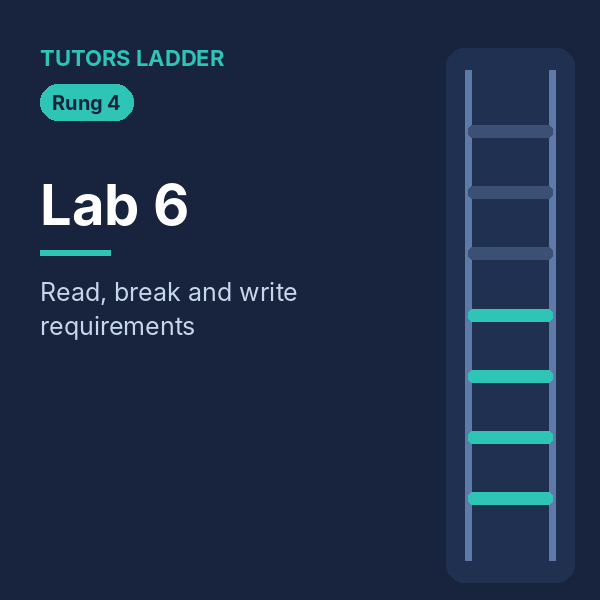 TUTORS LADDER
Rung 4
Lab 6
Read, break and write
requirements